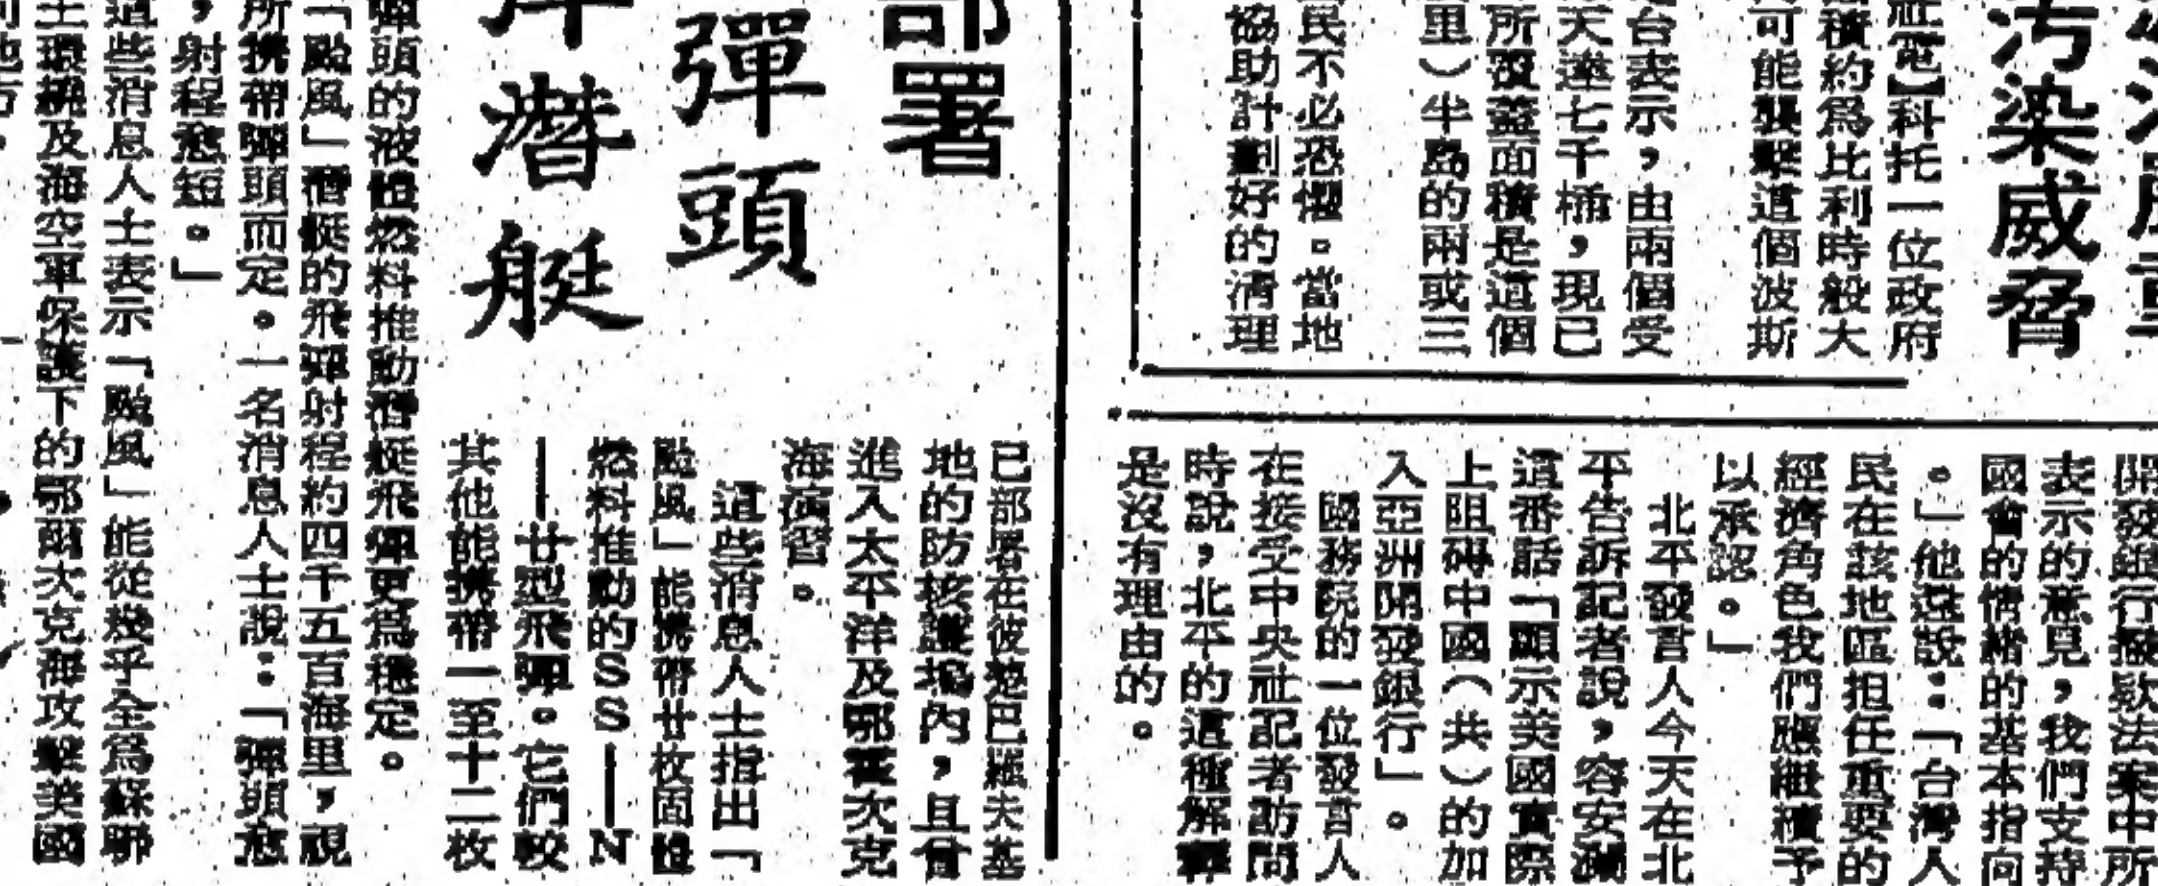 污染威脅
社電】科托一位政府
積約爲比利時般大
可能襲擊這個波斯
台表示，由兩個受
天達七千桶，現已
所覆蓋面積是這個
里）半島的兩或三
民不必恐懼。當地
協助計劃好的清理
開發銀行撥款法案中所
表示的意見，我們支持
國會的情緒的基本指向
。」他還說：「台灣人
民在該地區担任重要的
經濟角色我們應繼續予
以承認。」
北平發言人今天在北
平告訴記者說，容安瀾
這番話「顯示美國實際
上阻碍中國（共）的加
入亞洲開發銀行」。
國務院的一位發言人
在接受中央社記者訪問
時說，北平的這種解釋
是沒有理由的。
部署
彈頭
潛艇
已部署在彼楚巴羅夫基
地的防核護塢內，且曾
進入太平洋及鄂霍次克
海演習。
這些消息人士指出「
颱風」能携帶廿枚固體
燃料推動的SS—N
—廿型飛彈。它們較
其他能携帶一至十二枚
彈頭的液體燃料推動潛艇飛彈更爲穩定。
「颱風」潛艇的飛彈射程約四千五百海里，視
所携帶彈頭而定。一名消息人士說：「彈頭愈
，射程愈短。」
這些消息人士表示「颱風」能從幾乎全爲蘇聯
土環繞及海空軍保護下的鄂霍次克海攻擊美國
何地方。